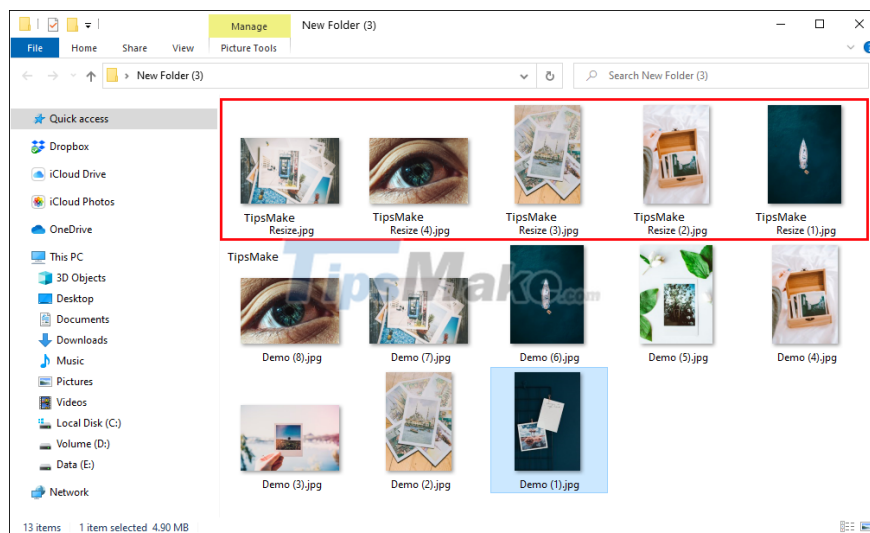 Manage
New Folder (3)
File
Home
Share
View
Picture Tools
New Folder (3)
Search New Folder (3)
Quick access
Dropbox
iCloud Drive
iCloud Photos
OneDrive
This PC
3D Objects
Desktop
Documents
Downloads
Music
Pictures
Videos
Local Disk (C:)
Volume (D:)
Data (E:)
Network
TipsMake
Resize.jpg
TipsMake
Resize (4).jpg
TipsMake
Resize (3).jpg
TipsMake
Resize (2).jpg
TipsMake
Resize (1).jpg
TipsMake
TipsMake.com
Demo (8).jpg
Demo (7).jpg
Demo (6).jpg
Demo (5).jpg
Demo (4).jpg
Demo (3).jpg
Demo (2).jpg
Demo (1).jpg
13 items
1 item selected 4.90 MB